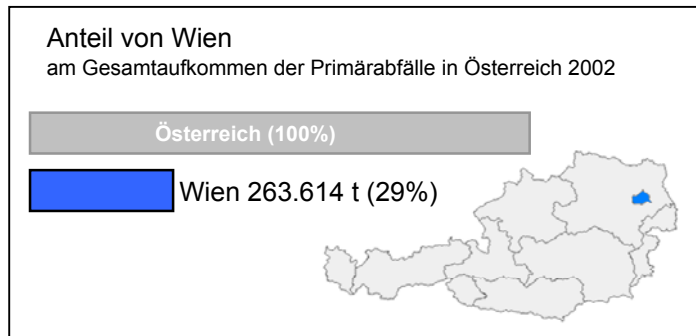 Anteil von Wien
am Gesamtaufkommen der Primärabfälle in Österreich 2002
Österreich (100%)
Wien 263.614 t (29%)